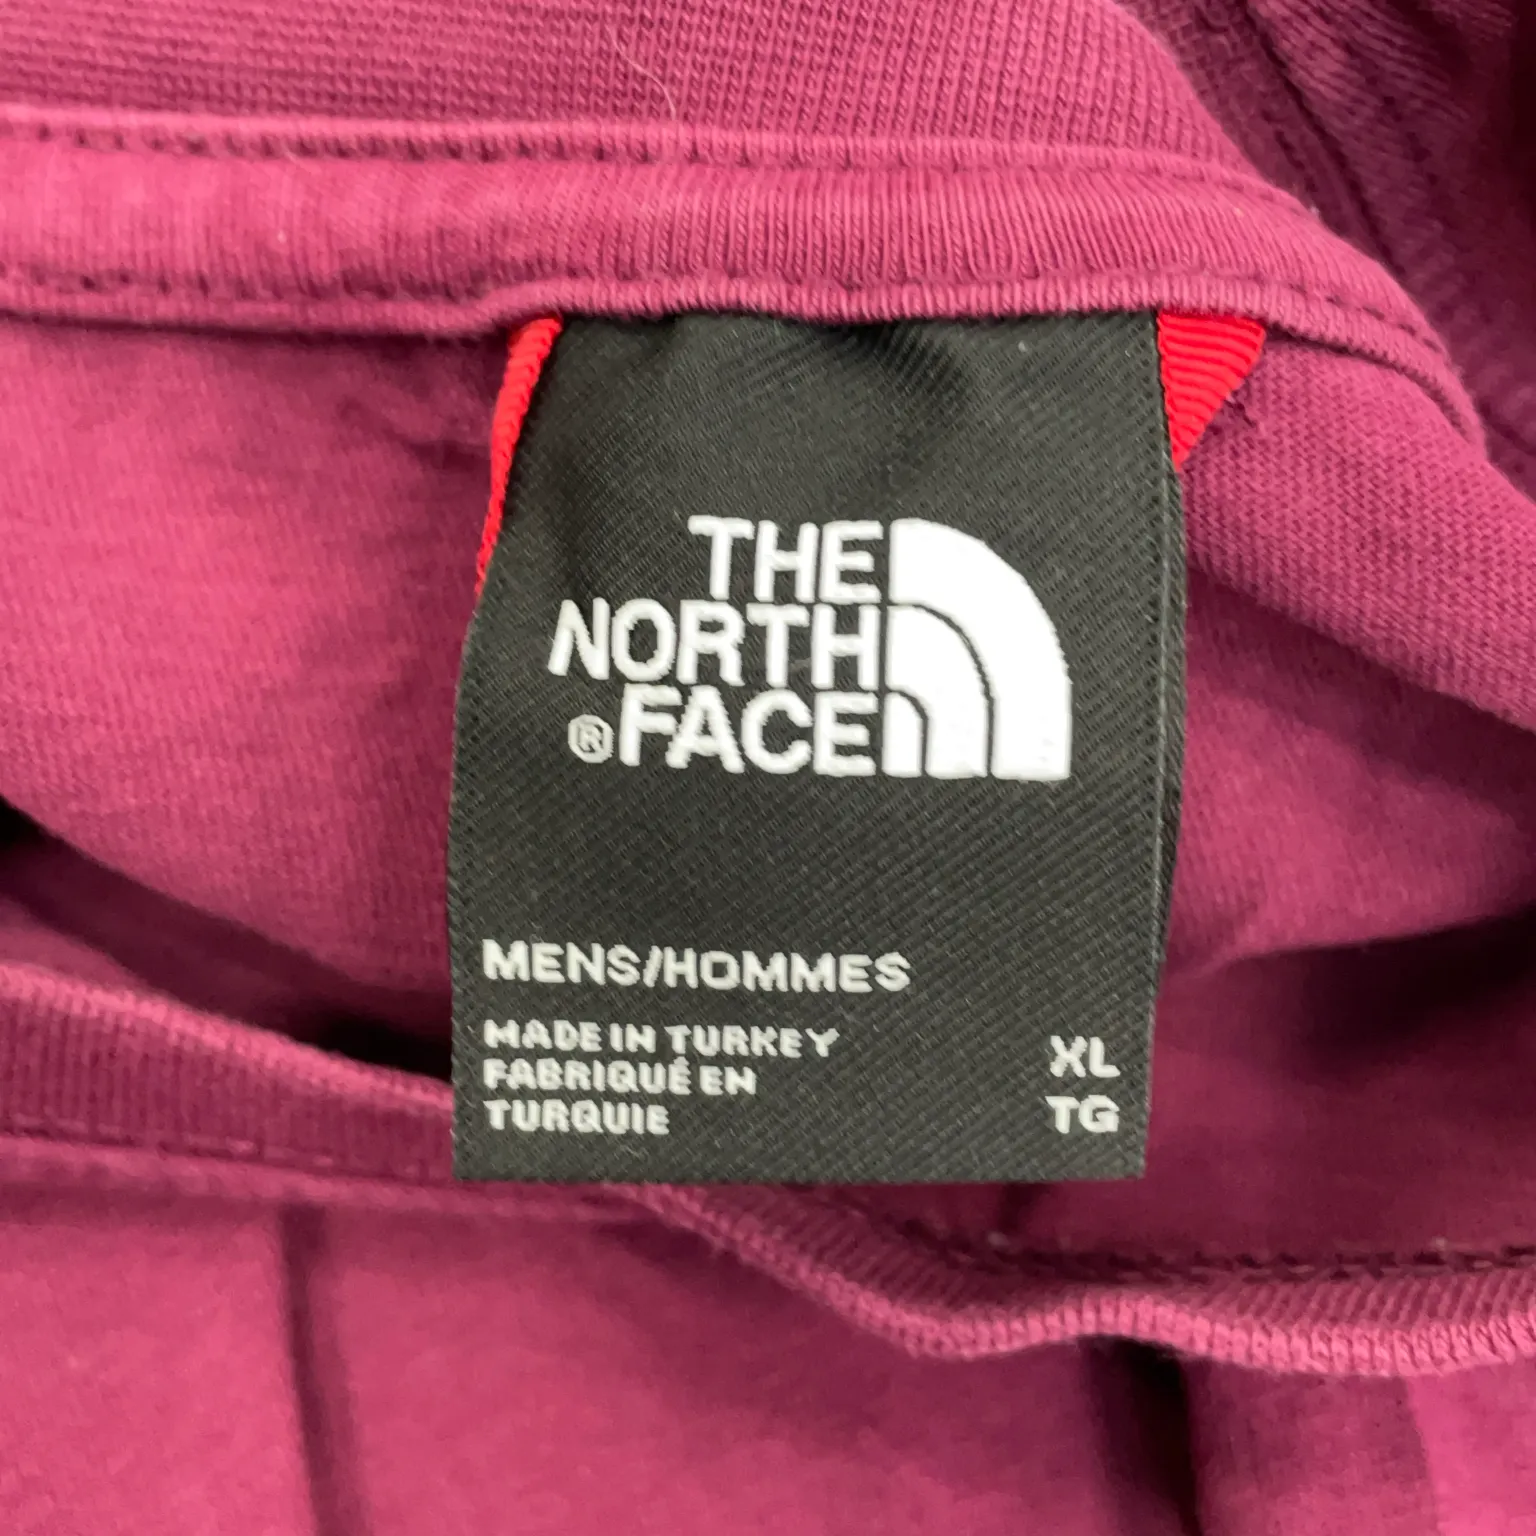 THE
NORTH
®FACE
MENS/HOMMES
MADE IN TURKEY
FABRIQUÉ EN
TURQUIE
XL
TG